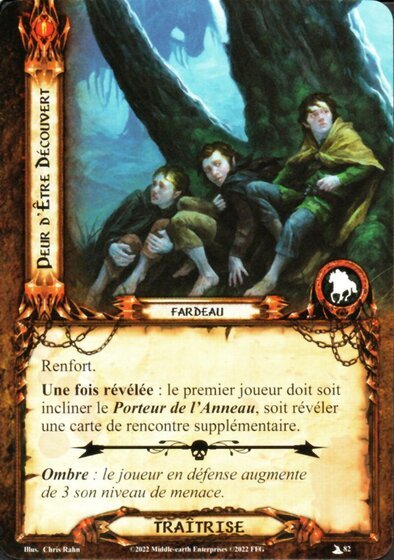 Peur d'Être Découvert
FARDEAU
Renfort.
Une fois révélée : le premier joueur doit soit
incliner le Porteur de l'Anneau, soit révéler
une carte de rencontre supplémentaire.
Ombre : le joueur en défense augmente
de 3 son niveau de menace.
TRAÎTRISE
Illus. Chris Rahn ©2022 Middle-earth Enterprises ©2022 FFG 82